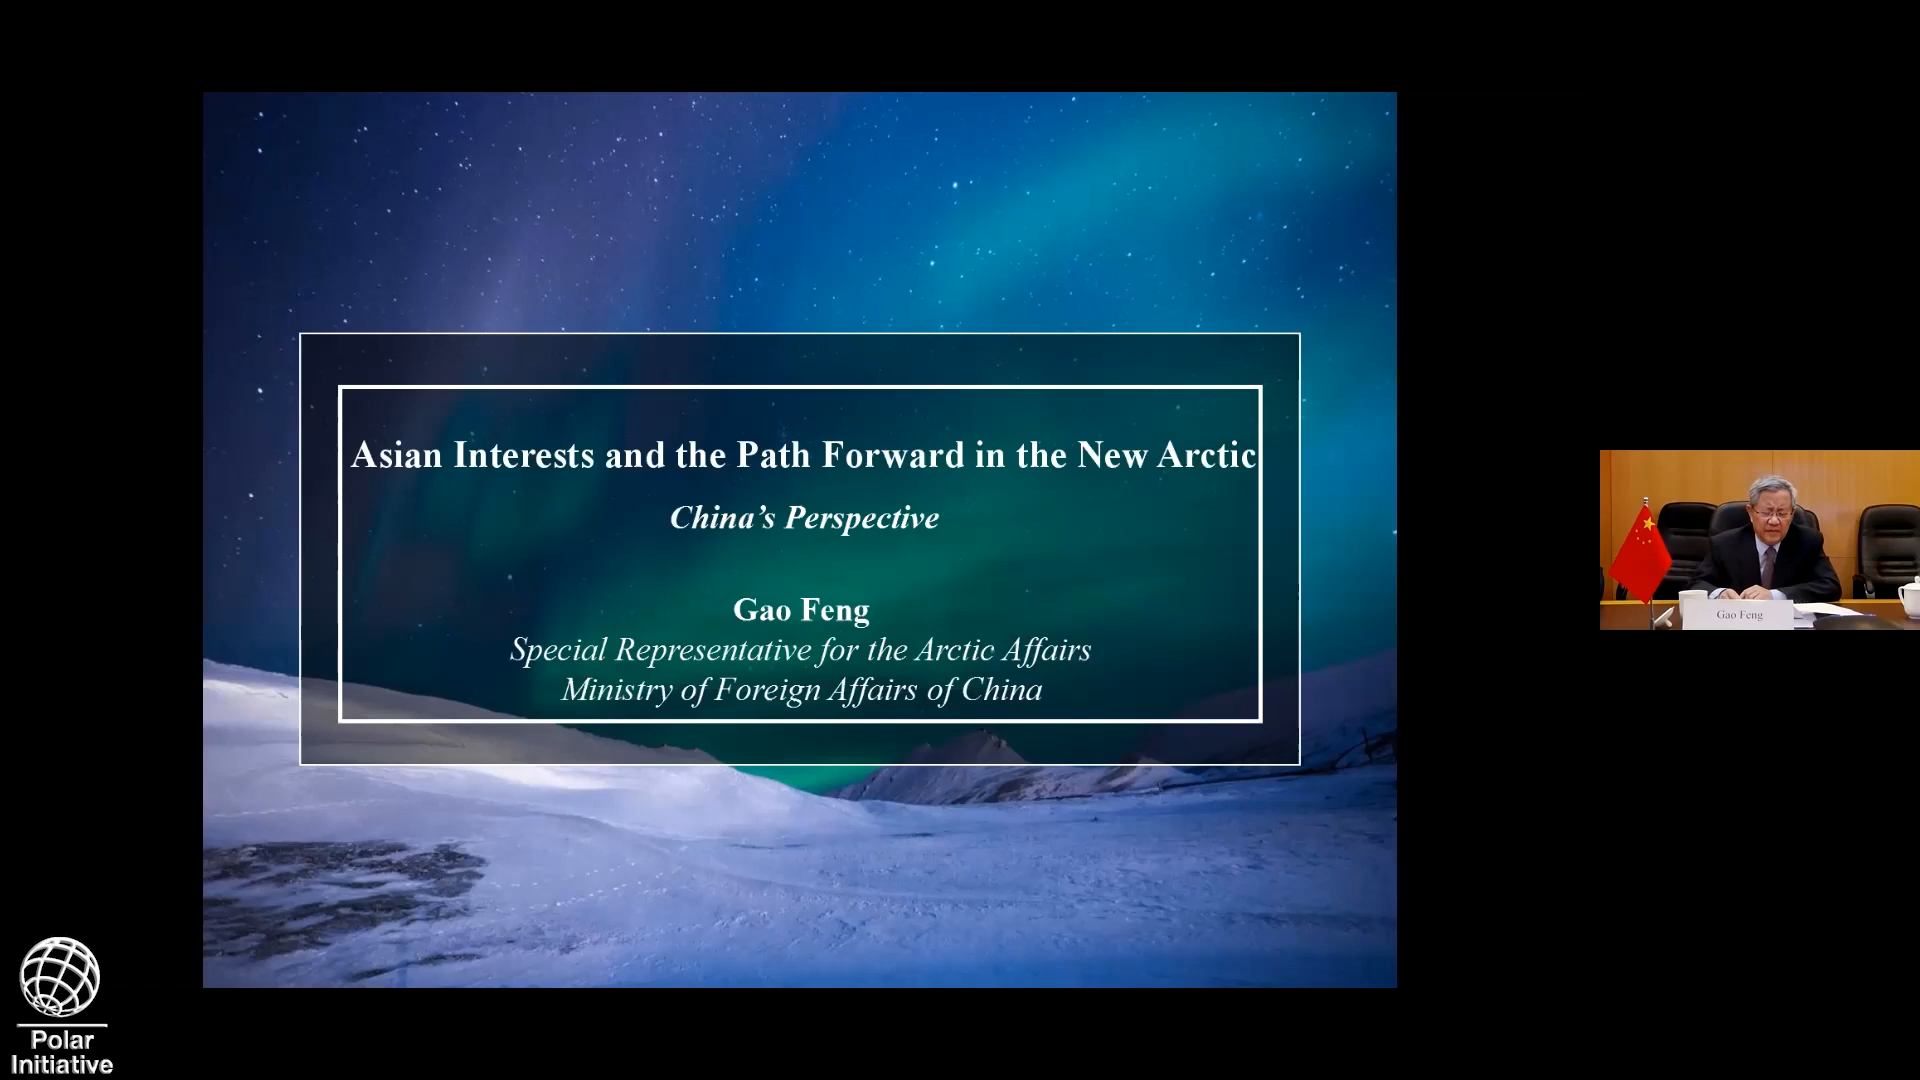 Asian Interests and the Path Forward in the New Arctic
China’s Perspective
Gao Feng
Special Representative for the Arctic Affairs
Ministry of Foreign Affairs of China
Gao Feng
Polar
Initiative